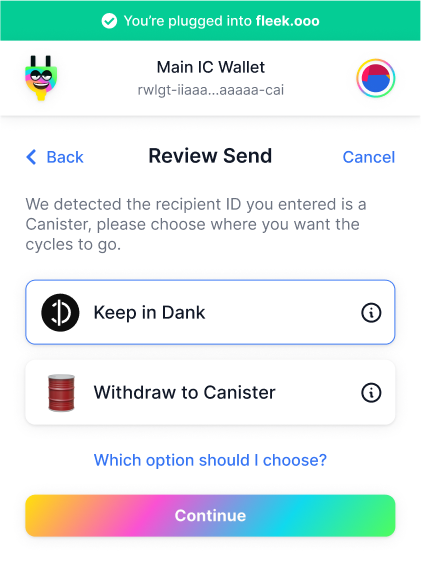 You're plugged into fleek.ooo
Main IC Wallet
rwlgt-iiaaa...aaaaa-cai
Back
Review Send
Cancel
We detected the recipient ID you entered is a
Canister, please choose where you want the
cycles to go.
Keep in Dank
Withdraw to Canister
Which option should I choose?
Continue